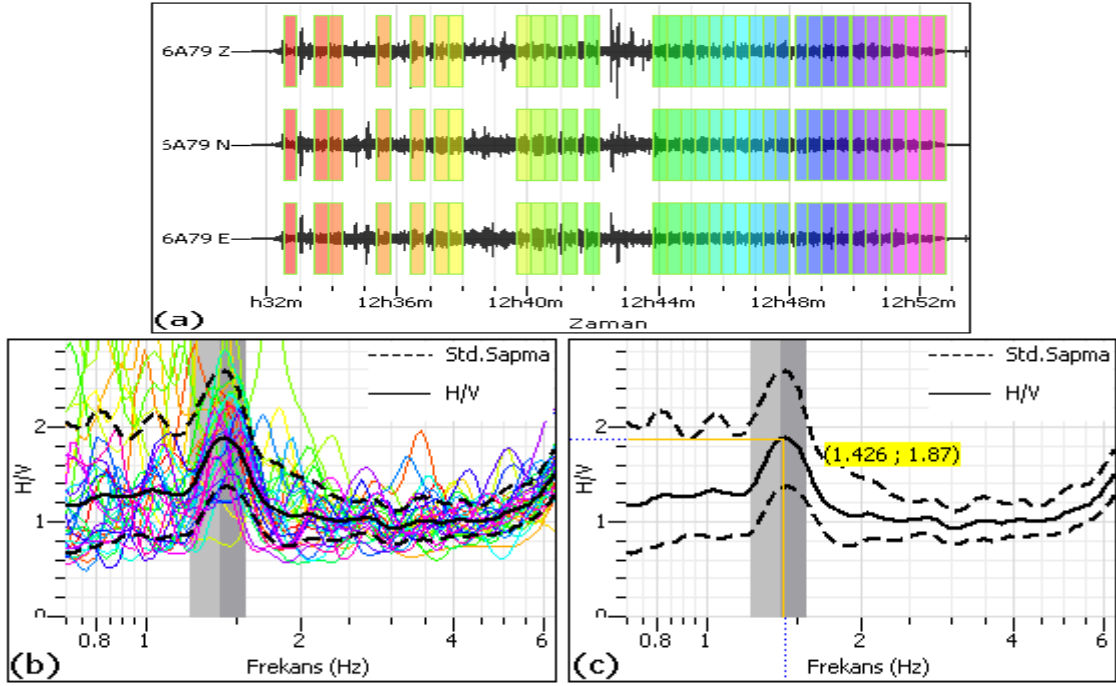 6A79 Z
5A79 N
6A79 E
h32m 12h36m 12h40m 12h44m 12h48m 12h52m
Zaman
(a)
Std.Sapma
H/V
2
1
0
H/V
0.8 1 2 4 6
Frekans (Hz)
(b)
Std.Sapma
H/V
(1.426 ; 1.87)
2
1
0
H/V
0.8 1 2 4 6
Frekans (Hz)
(c)